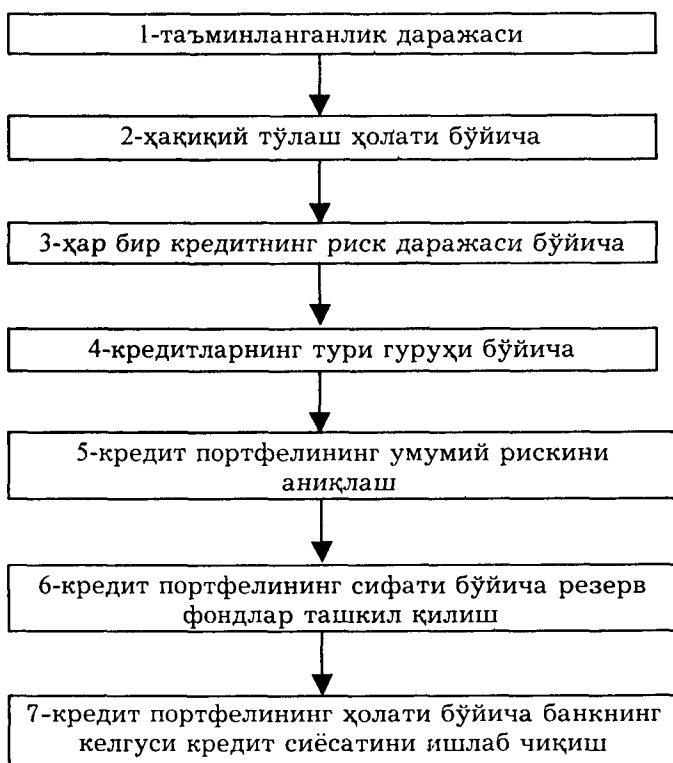 1-таъминланганлик даражаси
2-ҳақиқий тўлаш ҳолати бўйича
3-ҳар бир кредитнинг риск даражаси бўйича
4-кредитларнинг тури гуруҳи бўйича
5-кредит портфелининг умумий рискини
аниқлаш
6-кредит портфелининг сифати бўйича резерв
фондлар ташкил қилиш
7-кредит портфелининг ҳолати бўйича банкнинг
келгуси кредит сиёсатини ишлаб чиқиш